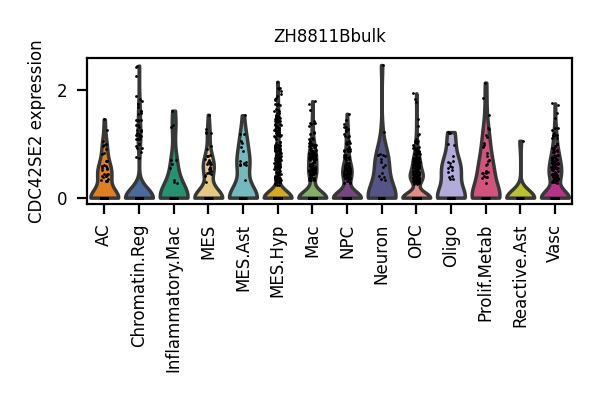 ZH8811Bbulk
CDC42SE2 expression
2
0
AC
Chromatin.Reg
Inflammatory.Mac
MES
MES.Ast
MES.Hyp
Mac
NPC
Neuron
OPC
Oligo
Prolif.Metab
Reactive.Ast
Vasc